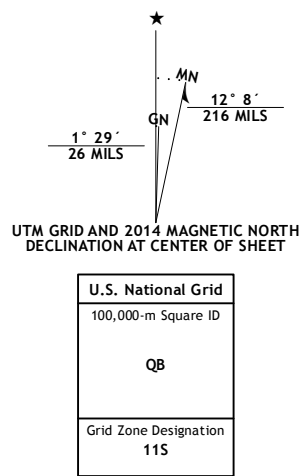 MN
GN
12° 8´
216 MILS
1° 29´
26 MILS
UTM GRID AND 2014 MAGNETIC NORTH
DECLINATION AT CENTER OF SHEET
U.S. National Grid
100,000-m Square ID
QB
Grid Zone Designation
11S